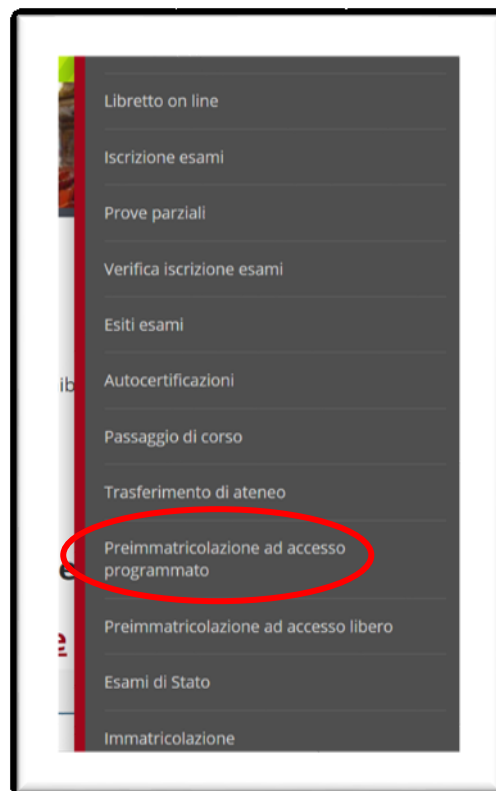 Libretto on line
Iscrizione esami
Prove parziali
Verifica iscrizione esami
Esiti esami
ib
Autocertificazioni
Passaggio di corso
Trasferimento di ateneo
Preimmatricolazione ad accesso
programmato
e
Preimmatricolazione ad accesso libero
e
Esami di Stato
Immatricolazione